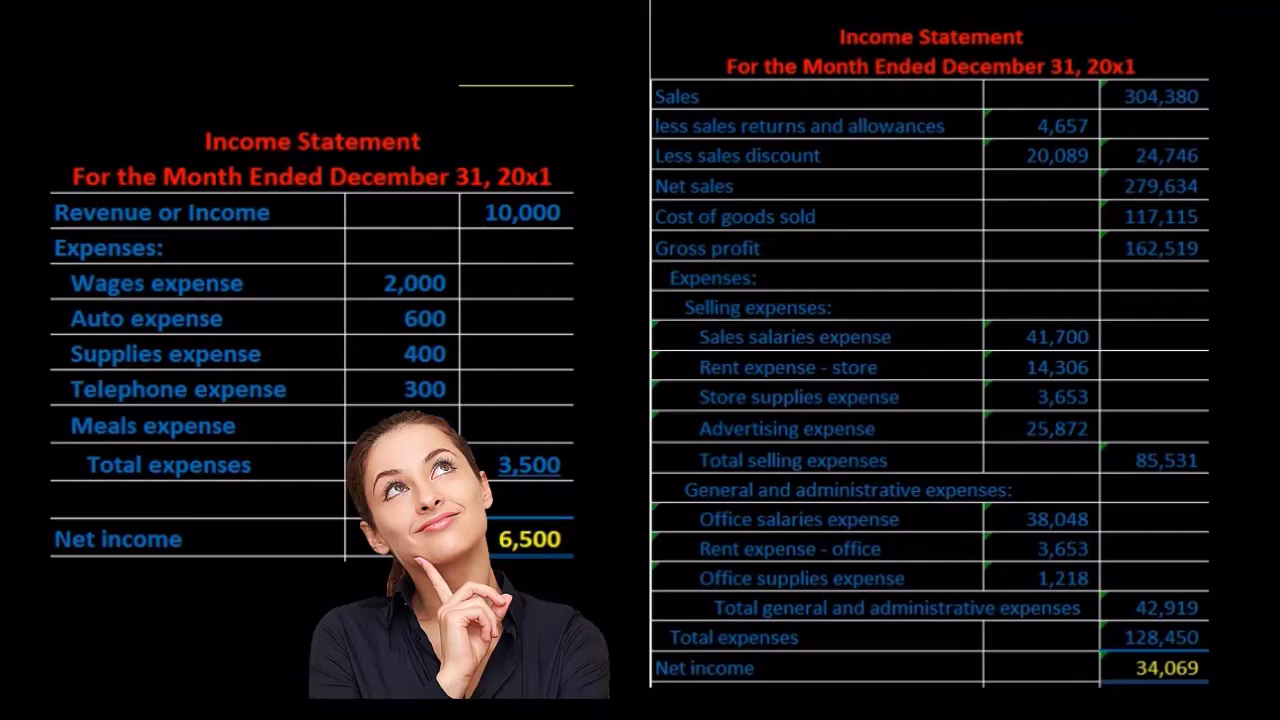 Income Statement
For the Month Ended December 31, 20x1
Revenue or Income 10,000
Expenses:
Wages expense 2,000
Auto expense 600
Supplies expense 400
Telephone expense 300
Meals expense
Total expenses 3,500
Net income 6,500
Income Statement
For the Month Ended December 31, 20x1
Sales 304,380
less sales returns and allowances 4,657
Less sales discount 20,089 24,746
Net sales 279,634
Cost of goods sold 117,115
Gross profit 162,519
Expenses:
Selling expenses:
Sales salaries expense 41,700
Rent expense - store 14,306
Store supplies expense 3,653
Advertising expense 25,872
Total selling expenses 85,531
General and administrative expenses:
Office salaries expense 38,048
Rent expense - office 3,653
Office supplies expense 1,218
Total general and administrative expenses 42,919
Total expenses 128,450
Net income 34,069